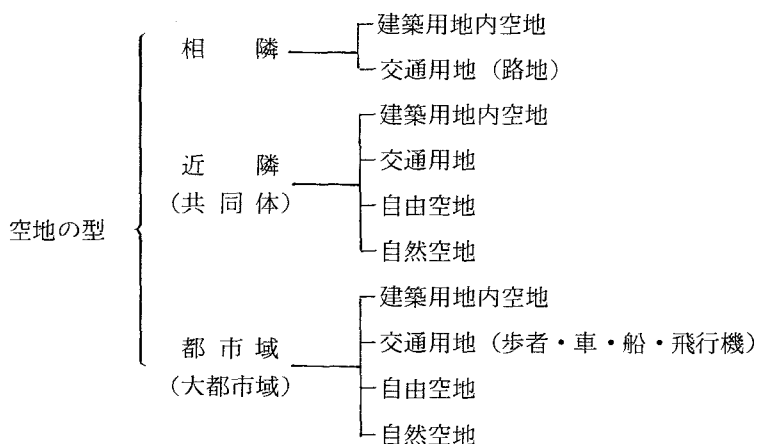 空地の型
相隣
建築用地内空地
交通用地（路地）
近隣
（共同体）
建築用地内空地
交通用地
自由空地
自然空地
都市域
（大都市域）
建築用地内空地
交通用地（歩者・車・船・飛行機）
自由空地
自然空地